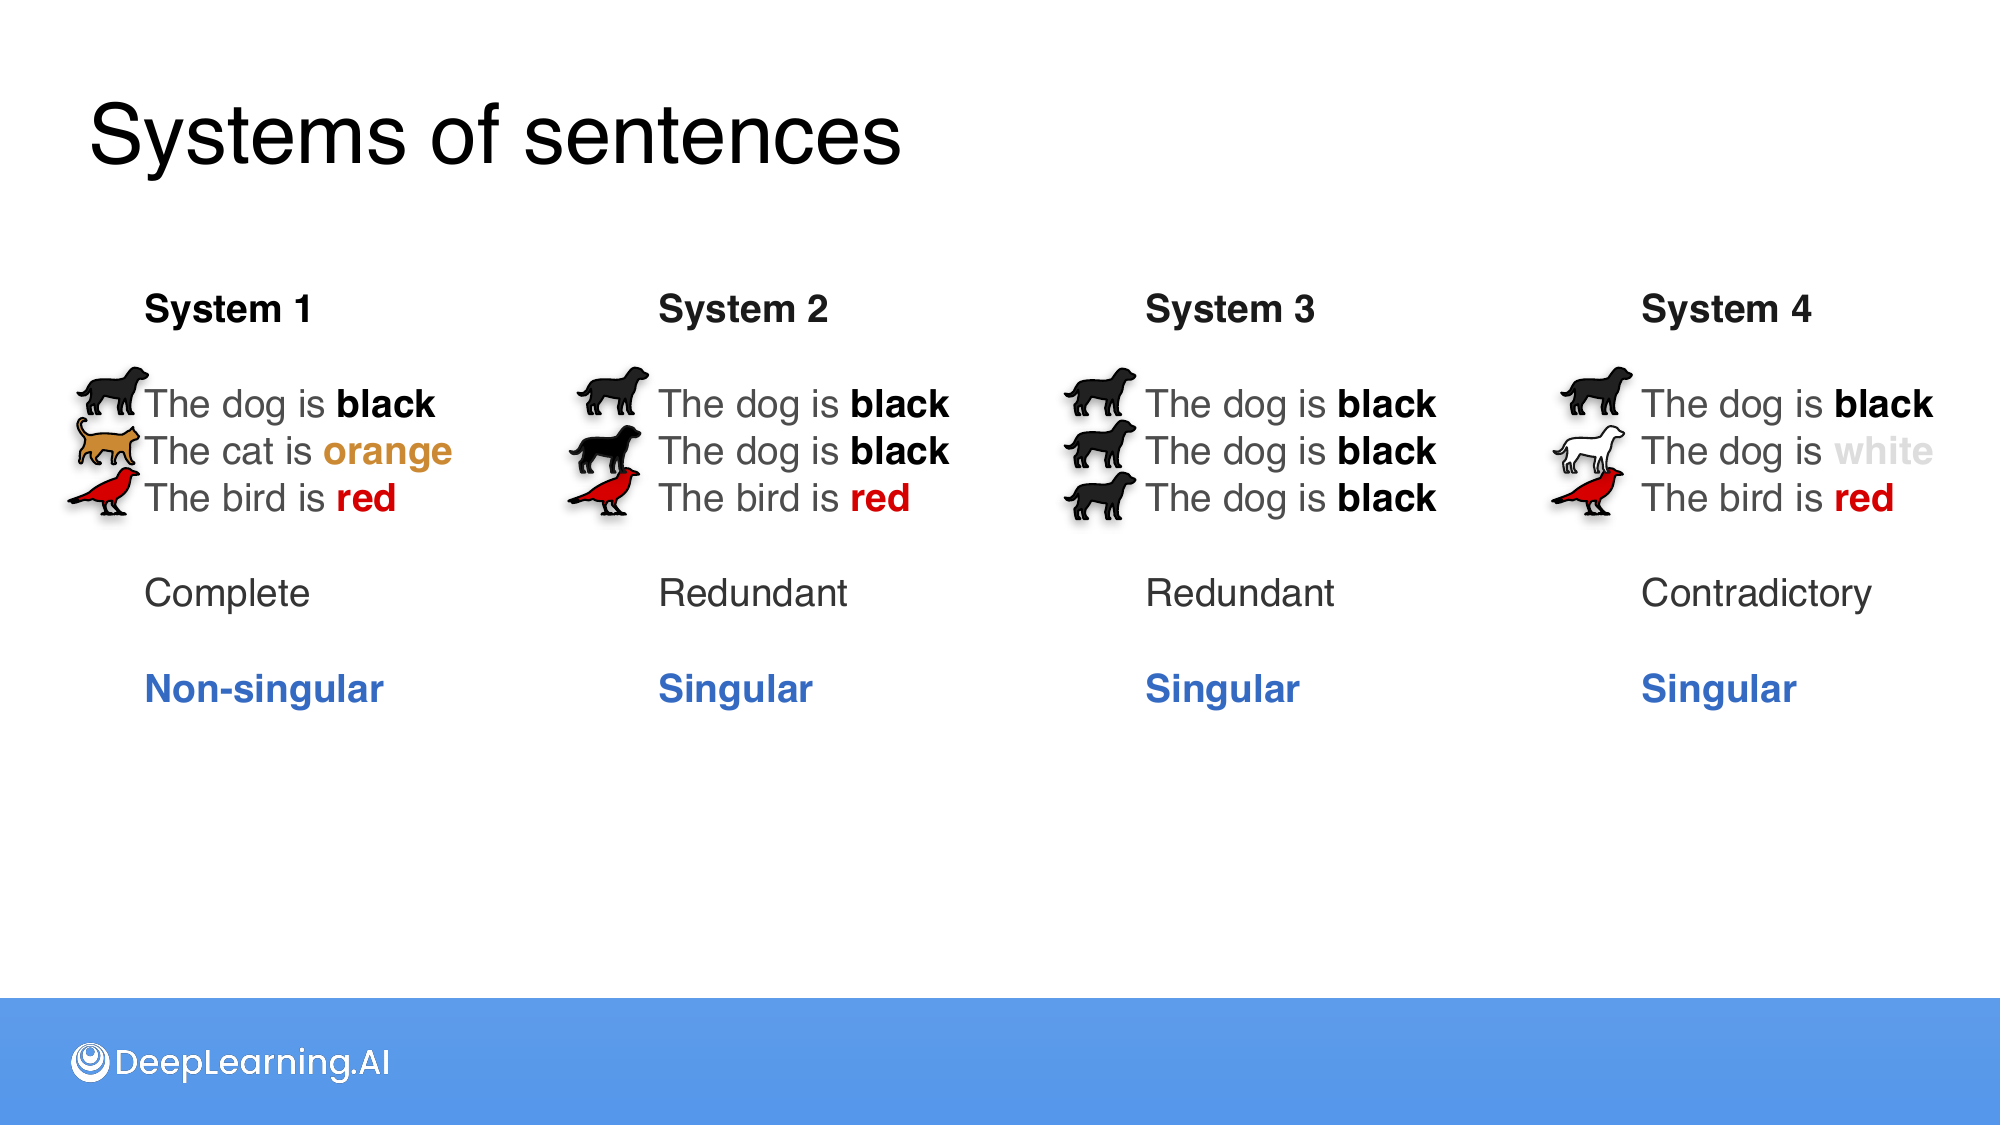 Systems of sentences
System 1
The dog is black
The cat is orange
The bird is red
Complete
Non-singular
System 2
The dog is black
The dog is black
The bird is red
Redundant
Singular
System 3
The dog is black
The dog is black
The dog is black
Redundant
Singular
System 4
The dog is black
The dog is white
The bird is red
Contradictory
Singular
DeepLearning.AI